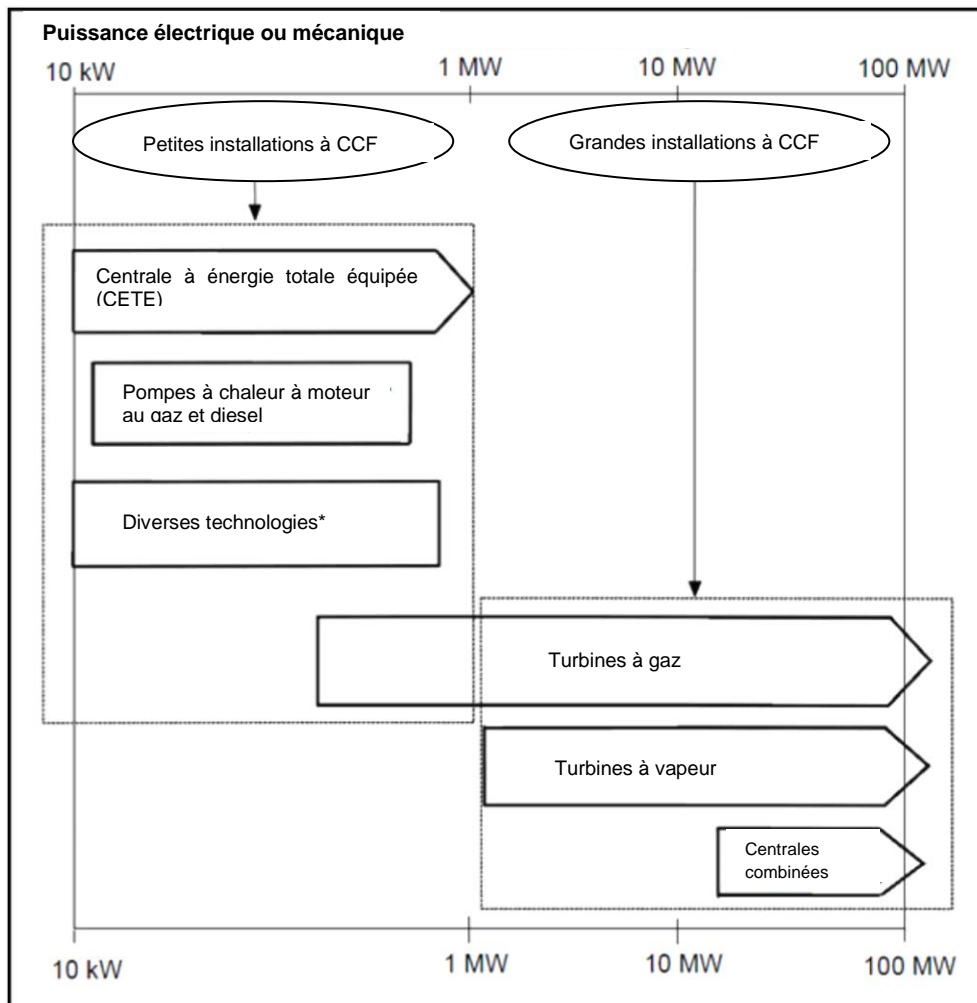 Puissance électrique ou mécanique
10 kW 1 MW 10 MW 100 MW
Petites installations à CCF
Grandes installations à CCF
Centrale à énergie totale équipée
(CETE)
Pompes à chaleur à moteur
au gaz et diesel
Diverses technologies*
Turbines à gaz
Turbines à vapeur
Centrales
combinées
10 kW 1 MW 10 MW 100 MW